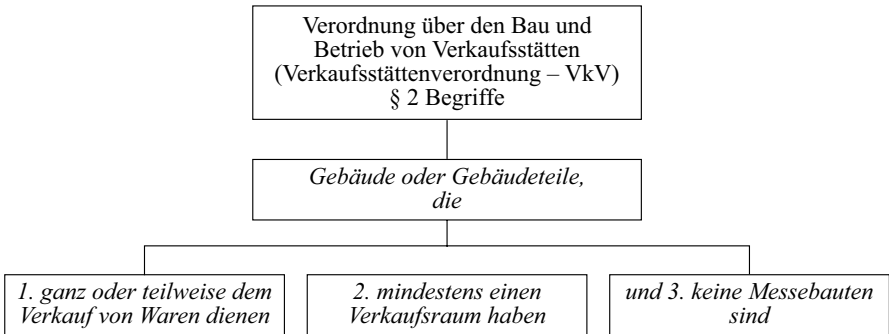 Verordnung über den Bau und
Betrieb von Verkaufsstätten
(Verkaufsstättenverordnung – VkV)
§ 2 Begriffe
Gebäude oder Gebäudeteile,
die
1. ganz oder teilweise dem
Verkauf von Waren dienen
2. mindestens einen
Verkaufsraum haben
und 3. keine Messebauten
sind